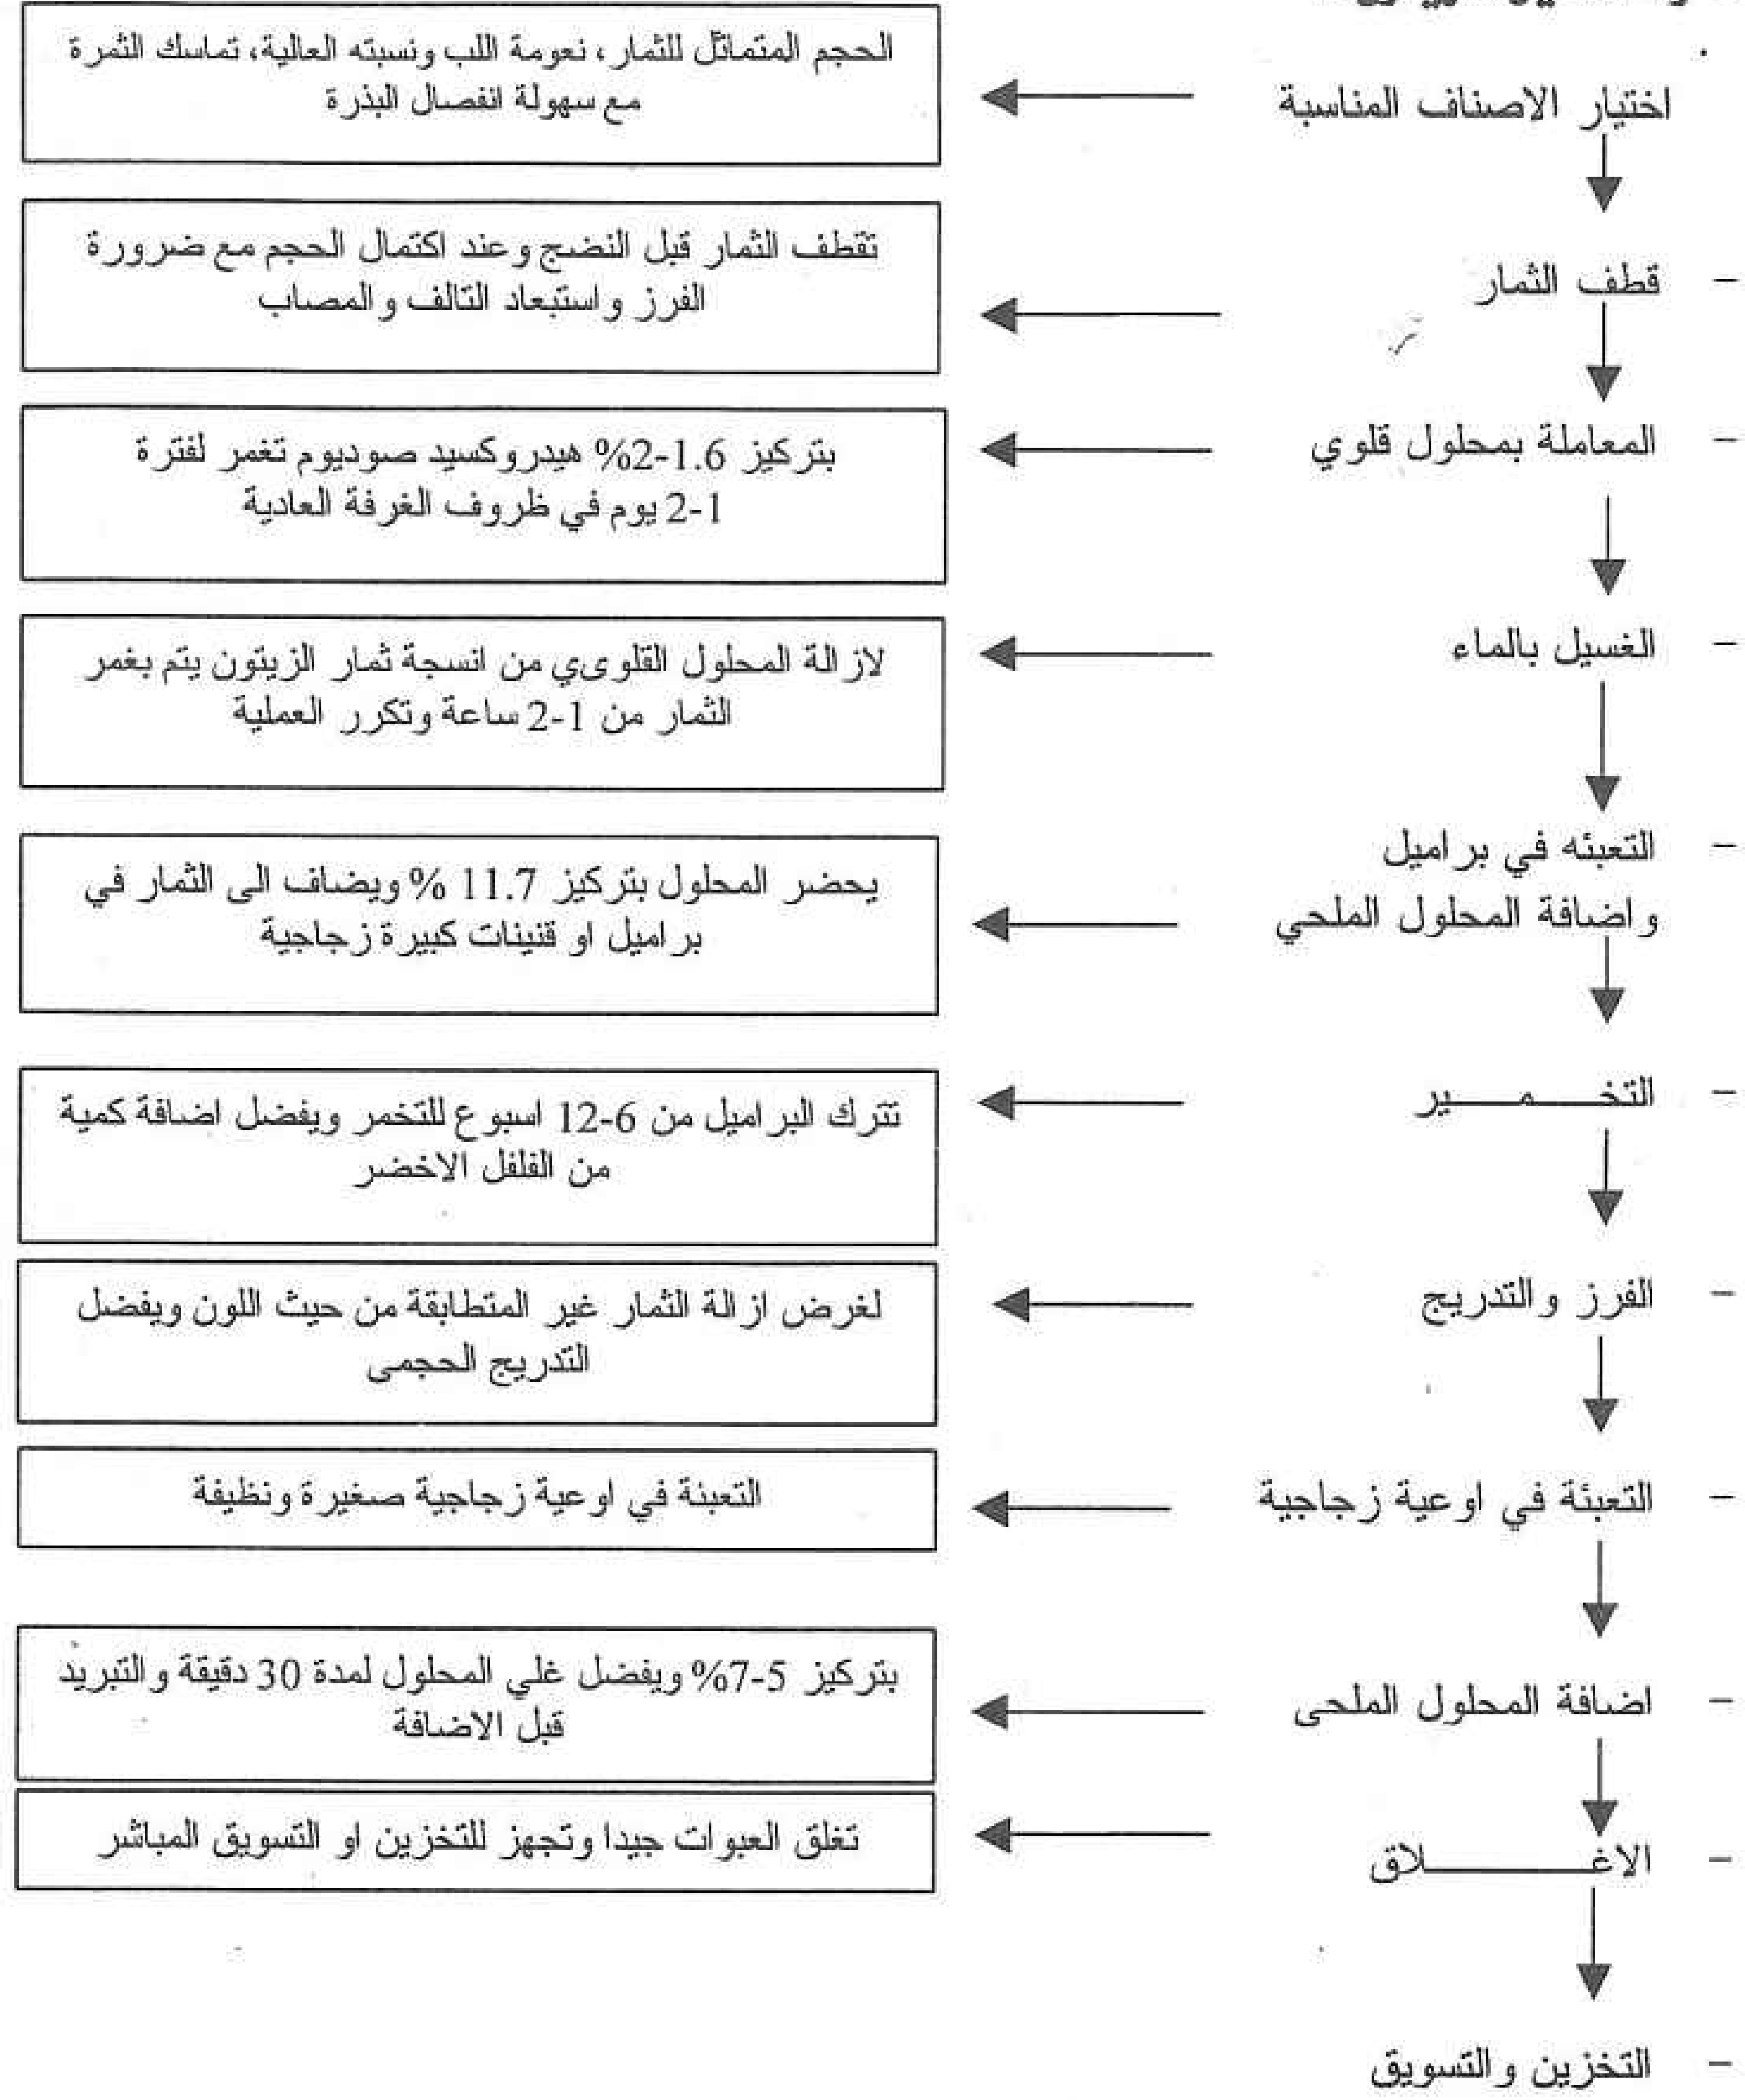 اختيار الاصناف المناسبة
الحجم المتماثل للثمار، نعومة اللب ونسبته العالية، تماسك الثمرة
مع سهولة انفصال البذرة
- قطف الثمار
تقطف الثمار قبل النضج وعند اكتمال الحجم مع ضرورة
الفرز واستبعاد التالف والمصاب
- المعاملة بمحلول قلوي
بتركيز 1.6-2% هيدروكسيد صوديوم تغمر لفترة
1-2 يوم في ظروف الغرفة العادية
- الغسيل بالماء
لازالة المحلول القلوىي من انسجة ثمار الزيتون يتم بغمر
الثمار من 1-2 ساعة وتكرر العملية
- التعبئه في براميل
واضافة المحلول الملحي
يحضر المحلول بتركيز 11.7 % ويضاف الى الثمار في
براميل او قنينات كبيرة زجاجية
- التخـــمـــير
تترك البراميل من 6-12 اسبوع للتخمر ويفضل اضافة كمية
من الفلفل الاخضر
- الفرز والتدريج
لغرض ازالة الثمار غير المتطابقة من حيث اللون ويفضل
التدريج الحجمى
- التعبئة في اوعية زجاجية
التعبئة في اوعية زجاجية صغيرة ونظيفة
- اضافة المحلول الملحى
بتركيز 5-7% ويفضل غلي المحلول لمدة 30 دقيقة والتبريد
قبل الاضافة
- الاغــــــلاق
تغلق العبوات جيدا وتجهز للتخزين او التسويق المباشر
- التخزين والتسويق